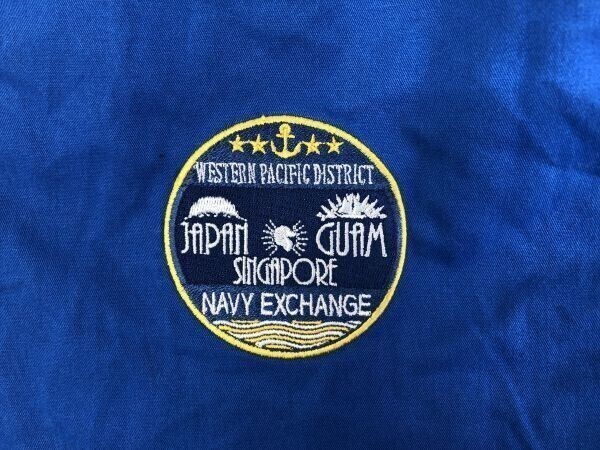 WESTERN PACIFIC DISTRICT
JAPAN GUAM
SINGAPORE
NAVY EXCHANGE